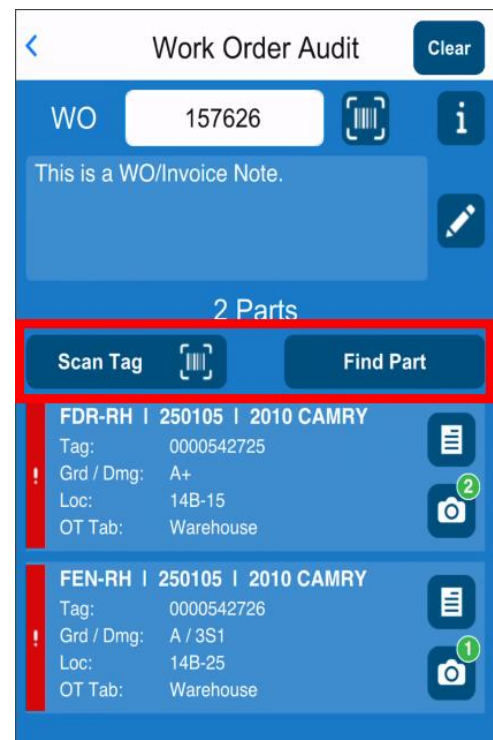 Work Order Audit Clear
WO 157626 i
This is a WO/Invoice Note.
2 Parts
Scan Tag Find Part
FDR-RH | 250105 | 2010 CAMRY
Tag: 0000542725
! Grd / Dmg: A+
2
Loc: 14B-15
OT Tab: Warehouse
FEN-RH | 250105 | 2010 CAMRY
Tag: 0000542726
! Grd / Dmg: A / 3S1
1
Loc: 14B-25
OT Tab: Warehouse